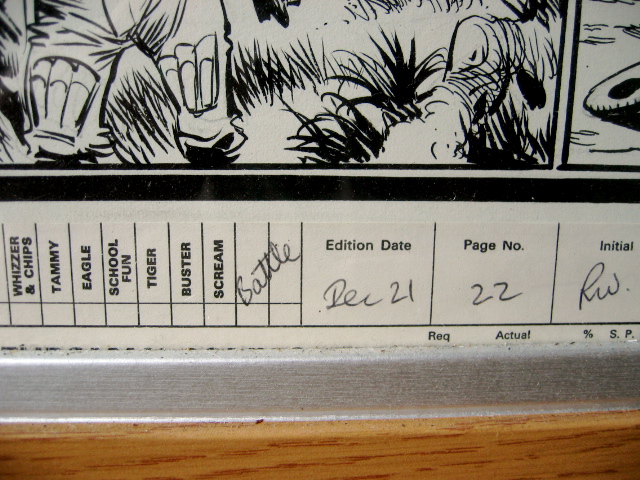 WHIZZER & CHIPS
TAMMY
EAGLE
SCHOOL FUN
TIGER
BUSTER
SCREAM
Battle
Edition Date
Dec 21
Page No.
22
Initial
RW.
Req Actual % S. P.